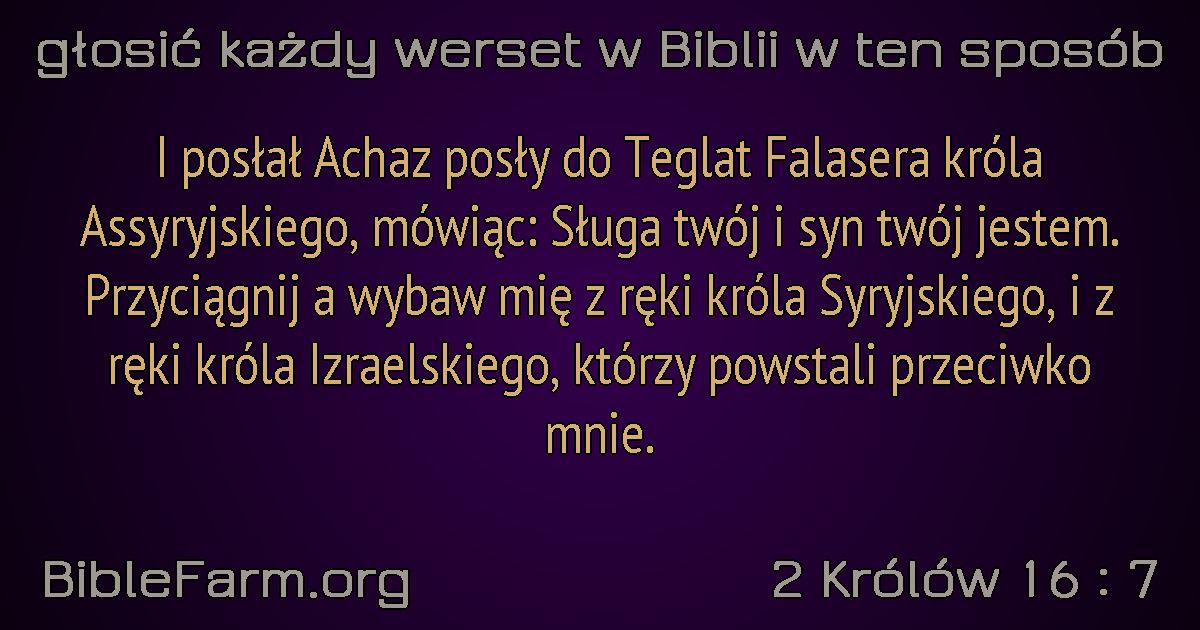 głosić każdy werset w Biblii w ten sposób
I posłał Achaz posły do Teglat Falasera króla
Assyryjskiego, mówiąc: Sługa twój i syn twój jestem.
Przyciągnij a wybaw mię z ręki króla Syryjskiego, i z
ręki króla Izraelskiego, którzy powstali przeciwko
mnie.
BibleFarm.org
2 Królów 16 : 7